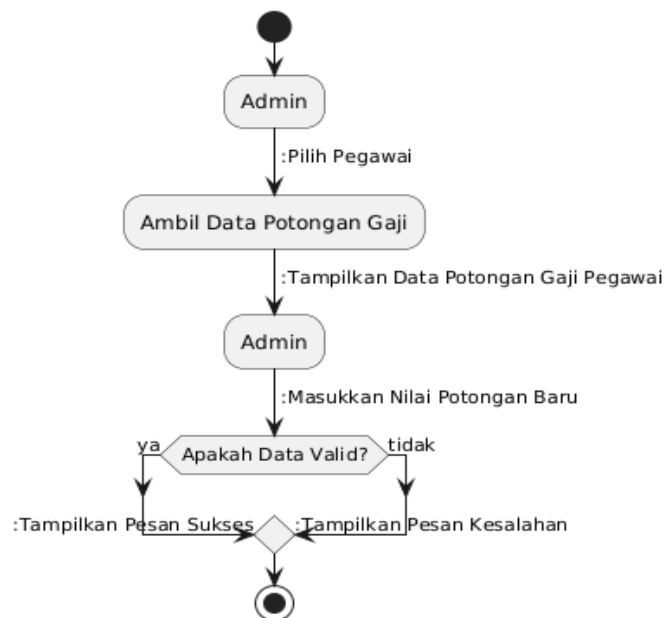 Admin
:Pilih Pegawai
Ambil Data Potongan Gaji
:Tampilkan Data Potongan Gaji Pegawai
Admin
:Masukkan Nilai Potongan Baru
ya
Apakah Data Valid?
tidak
:Tampilkan Pesan Sukses
:Tampilkan Pesan Kesalahan